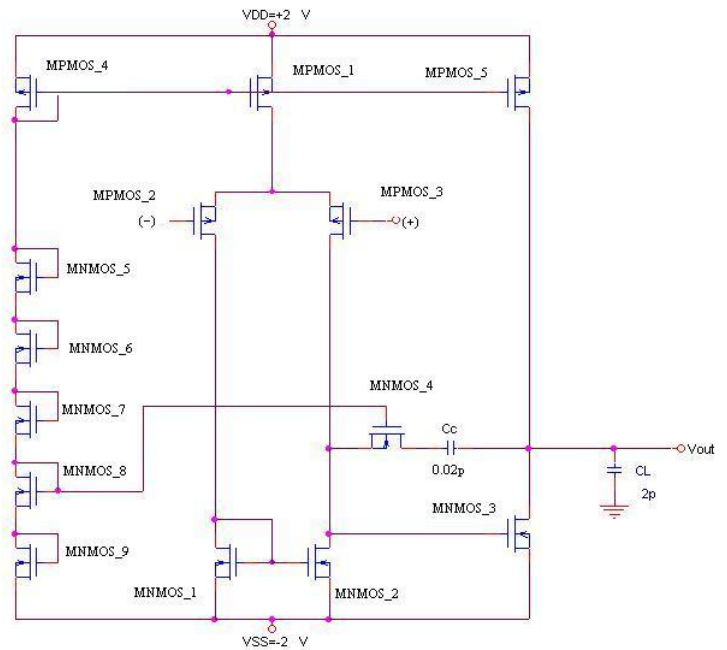 VDD=+2 V
MPMOS_4
MPMOS_1
MPMOS_5
MPMOS_2
MPMOS_3
(-)
(+)
MNMOS_5
MNMOS_6
MNMOS_4
MNMOS_7
Cc
Vout
0.02p
CL
MNMOS_8
2p
MNMOS_3
MNMOS_9
MNMOS_1
MNMOS_2
VSS=-2 V